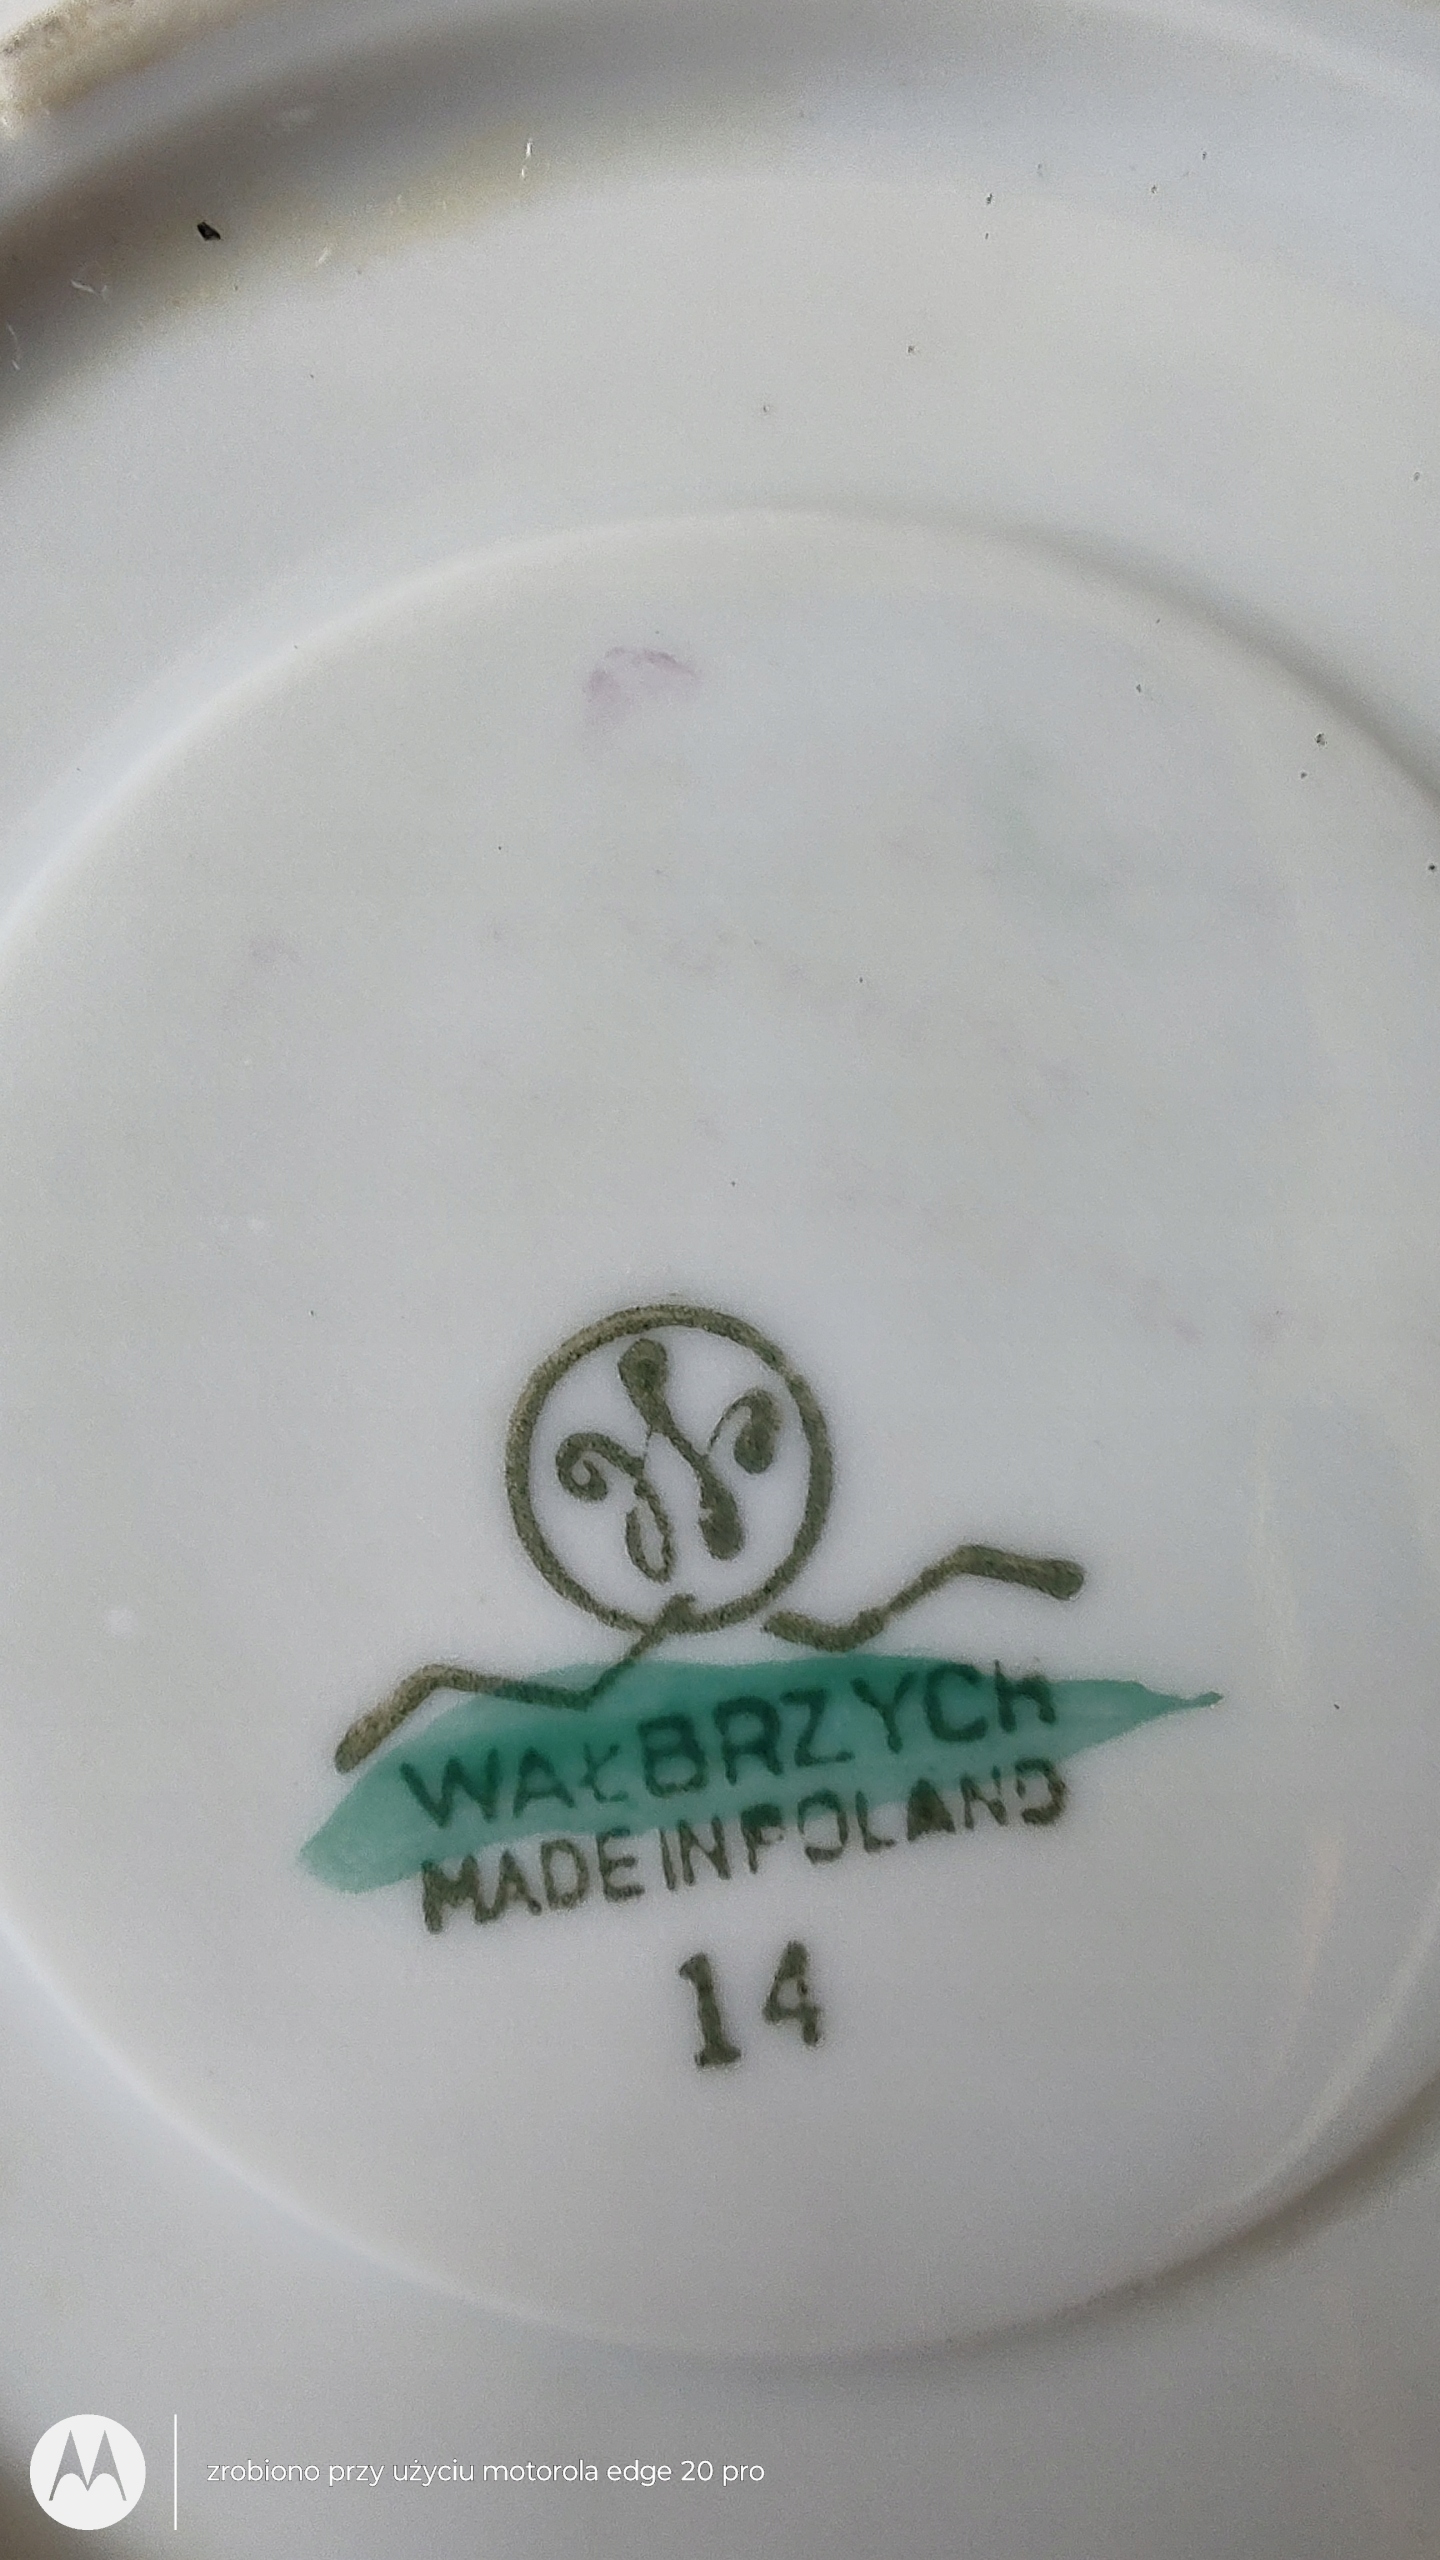 W
WAŁBRZYCH
MADE IN POLAND
14
zrobiono przy użyciu motorola edge 20 pro